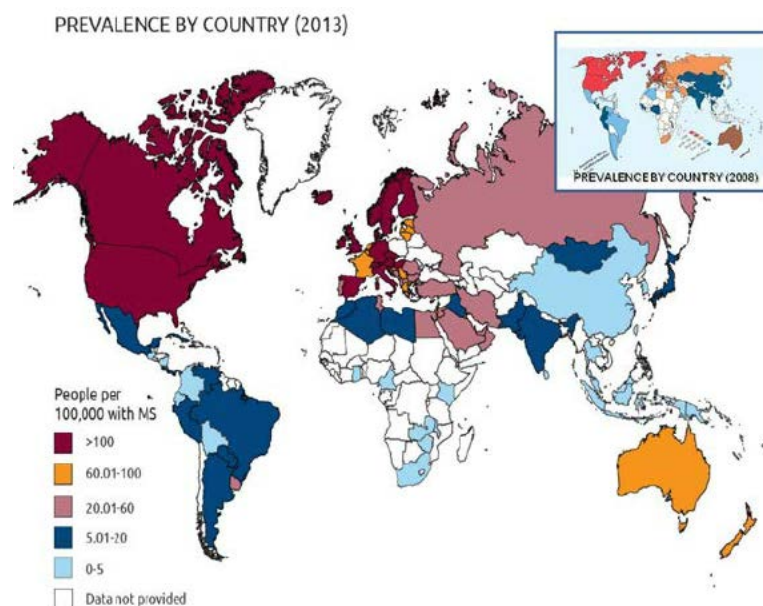 PREVALENCE BY COUNTRY (2013)
PREVALENCE BY COUNTRY (2008)
People per
100,000 with MS
>100
60.01-100
20.01-60
5.01-20
0-5
Data not provided